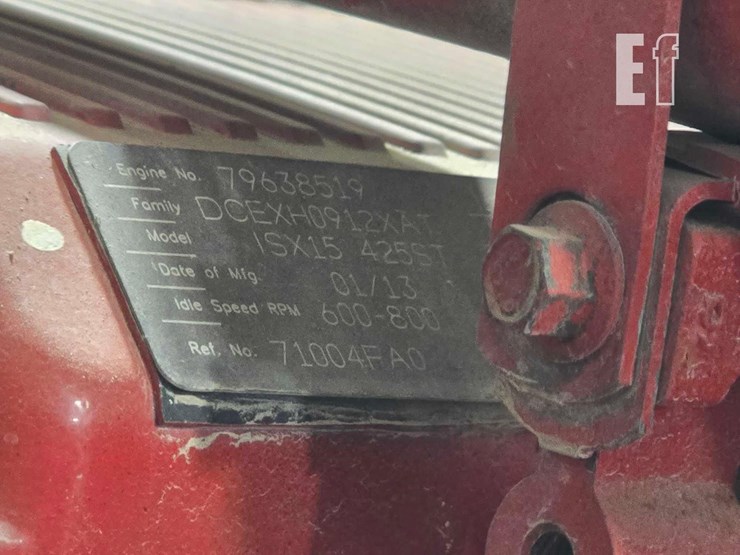 Ef
Engine No. 79638519
Family DCEXH0912XAT
Model ISX15 425ST
Date of Mfg. 01/13
Idle Speed RPM 600-800
Ref. No. 71004FA0